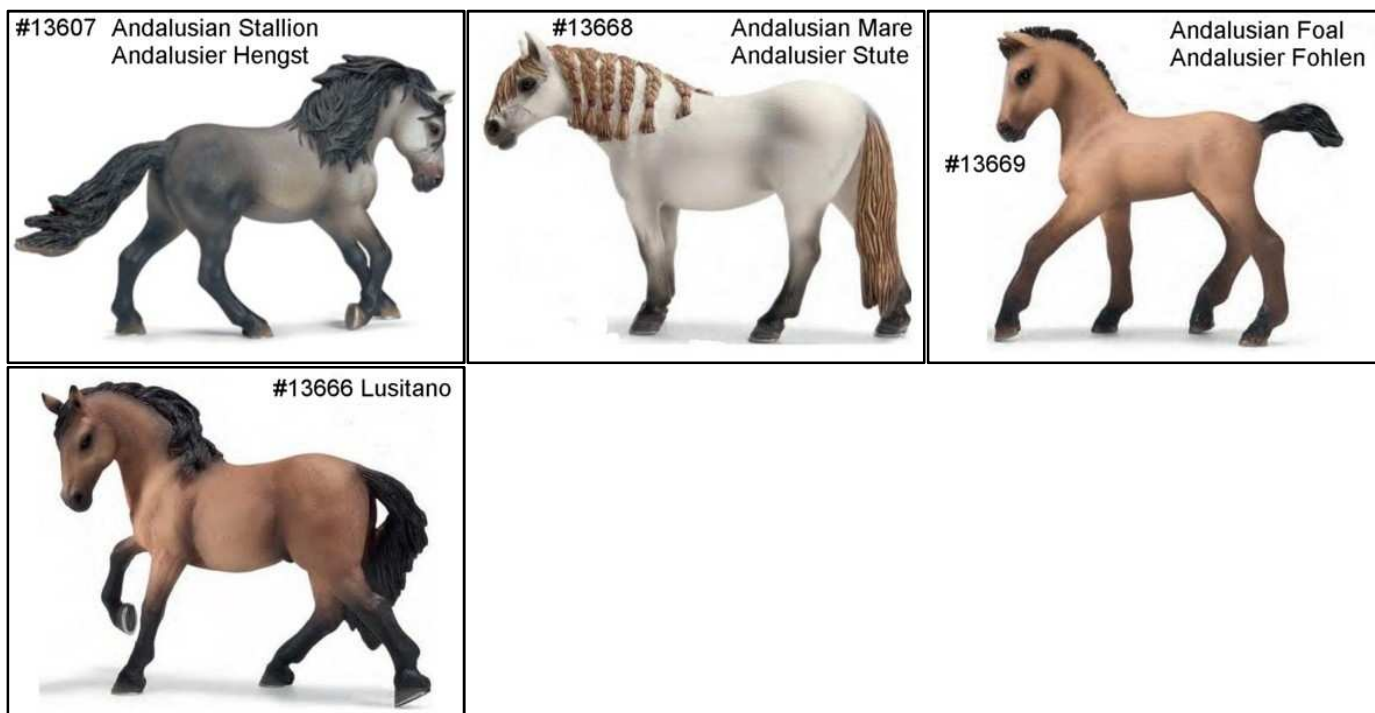 #13607 Andalusian Stallion
Andalusier Hengst
#13668 Andalusian Mare
Andalusier Stute
Andalusian Foal
Andalusier Fohlen
#13669
#13666 Lusitano